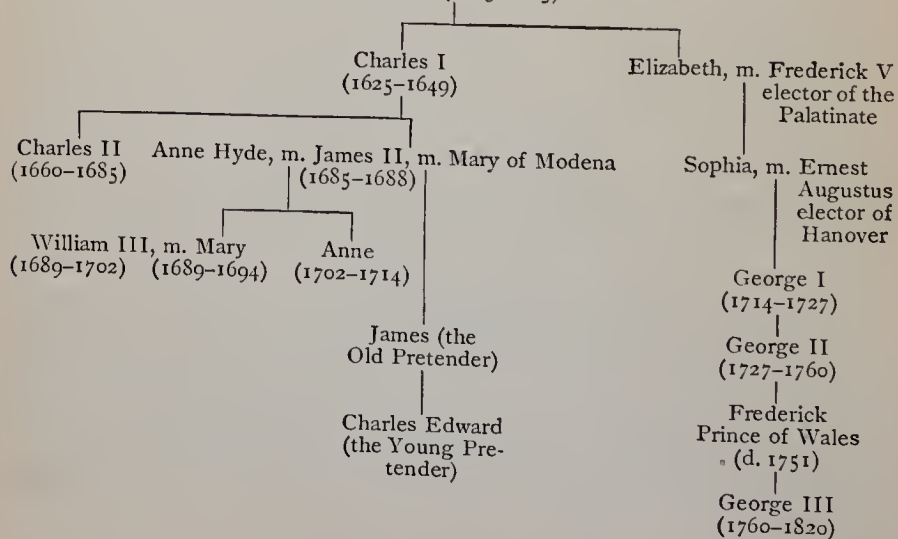 Charles I
(1625–1649)
Elizabeth, m. Frederick V
elector of the
Palatinate
Charles II
(1660–1685)
Anne Hyde, m. James II, m. Mary of Modena
(1685–1688)
Sophia, m. Ernest
Augustus
elector of
Hanover
William III, m. Mary
(1689–1702) (1689–1694)
Anne
(1702–1714)
George I
(1714–1727)
James (the
Old Pretender)
George II
(1727–1760)
Charles Edward
(the Young Pre-
tender)
Frederick
Prince of Wales
(d. 1751)
George III
(1760–1820)